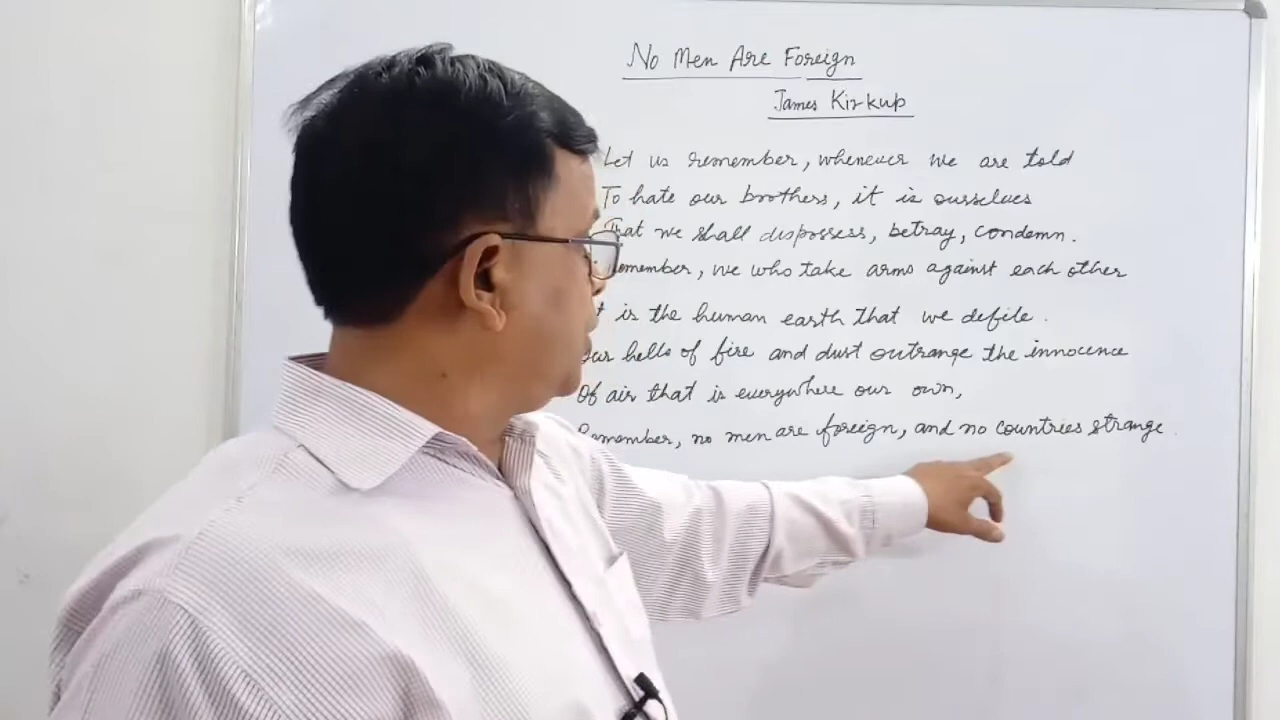 No Men Are Foreign
James Kirkup
Let us remember, whenever we are told
To hate our brothers, it is ourselves
That we shall dispossess, betray, condemn.
Remember, we who take arms against each other
It is the human earth that we defile.
Our hells of fire and dust outrange the innocence
Of air that is everywhere our own,
Remember, no men are foreign, and no countries strange.